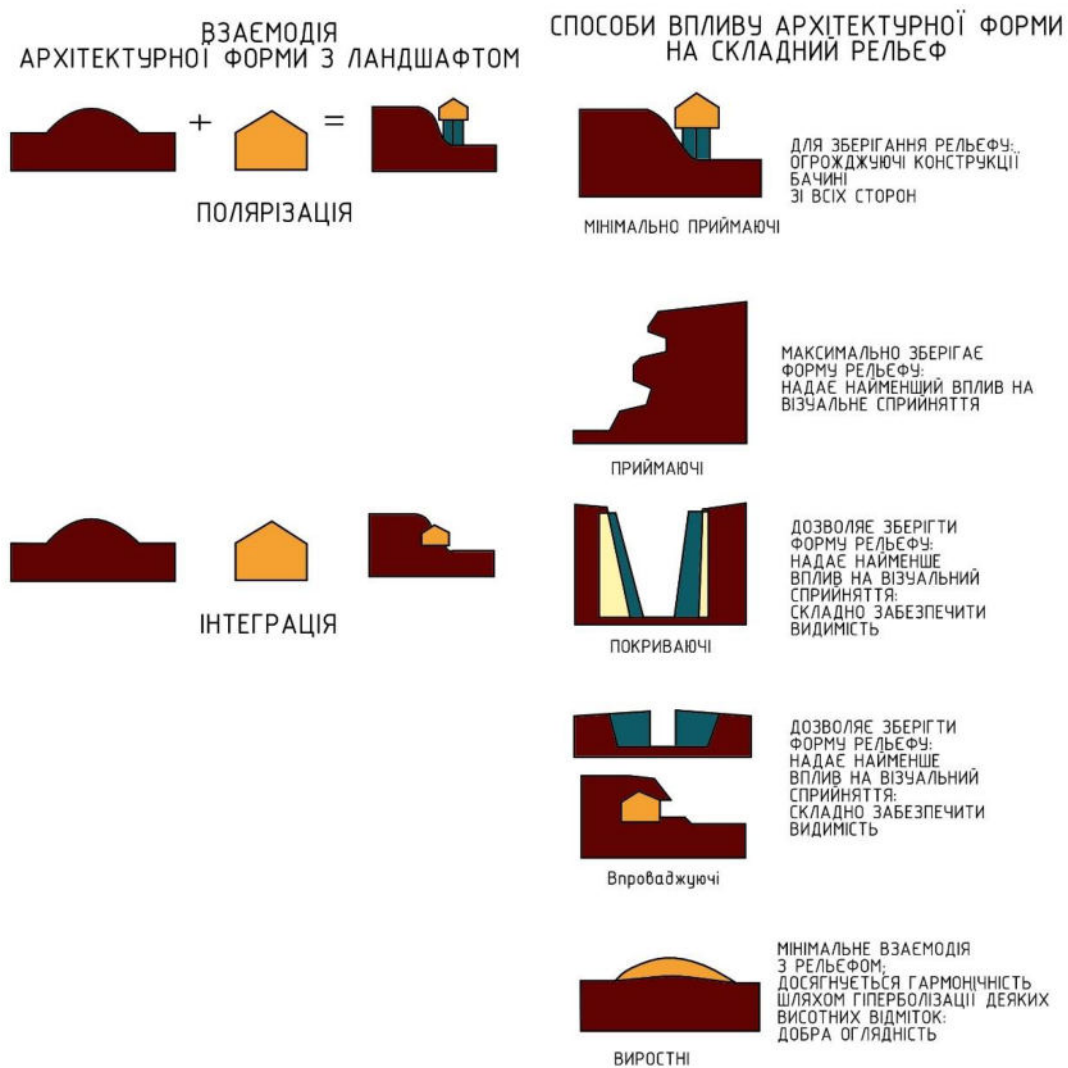 ВЗАЄМОДІЯ
АРХІТЕКТУРНОЇ ФОРМИ З ЛАНДШАФТОМ
+
=
ПОЛЯРІЗАЦІЯ
ІНТЕГРАЦІЯ
СПОСОБИ ВПЛИВУ АРХІТЕКТУРНОЇ ФОРМИ
НА СКЛАДНИЙ РЕЛЬЄФ
ДЛЯ ЗБЕРІГАННЯ РЕЛЬЄФУ:
ОГРОЖДЖУЮЧІ КОНСТРУКЦІЇ
БАЧИНІ
ЗІ ВСІХ СТОРОН
МІНІМАЛЬНО ПРИЙМАЮЧІ
МАКСИМАЛЬНО ЗБЕРІГАЄ
ФОРМУ РЕЛЬЄФУ:
НАДАЄ НАЙМЕНШИЙ ВПЛИВ НА
ВІЗУАЛЬНЕ СПРИЙНЯТТЯ
ПРИЙМАЮЧІ
ДОЗВОЛЯЄ ЗБЕРІГТИ
ФОРМУ РЕЛЬЄФУ:
НАДАЄ НАЙМЕНШЕ
ВПЛИВ НА ВІЗУАЛЬНИЙ
СПРИЙНЯТТЯ:
СКЛАДНО ЗАБЕЗПЕЧИТИ
ВИДИМІСТЬ
ПОКРИВАЮЧІ
ДОЗВОЛЯЄ ЗБЕРІГТИ
ФОРМУ РЕЛЬЄФУ:
НАДАЄ НАЙМЕНШЕ
ВПЛИВ НА ВІЗУАЛЬНИЙ
СПРИЙНЯТТЯ:
СКЛАДНО ЗАБЕЗПЕЧИТИ
ВИДИМІСТЬ
Впроваджуючі
МІНІМАЛЬНЕ ВЗАЄМОДІЯ
З РЕЛЬЄФОМ;
ДОСЯГНУЄТЬСЯ ГАРМОНІЧНІСТЬ
ШЛЯХОМ ГІПЕРБОЛІЗАЦІЇ ДЕЯКИХ
ВИСОТНИХ ВІДМІТОК:
ДОБРА ОГЛЯДНІСТЬ
ВИРОСТНІ